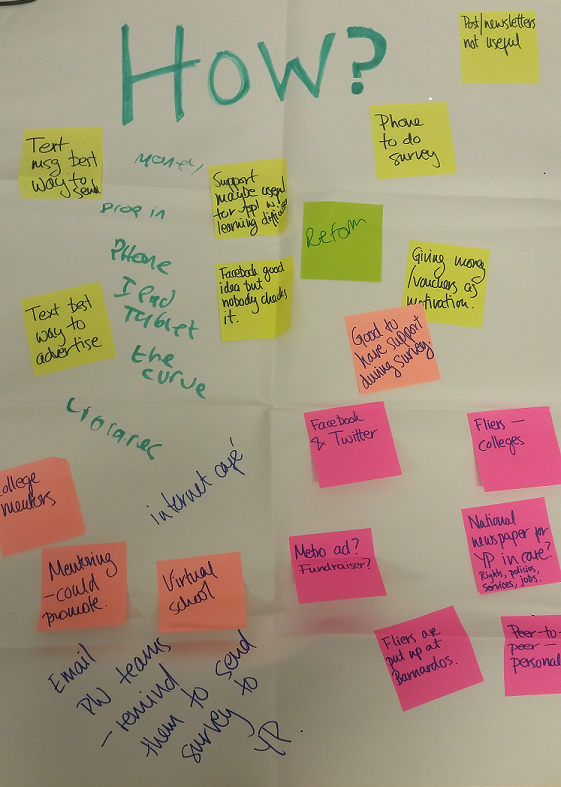 HOW?
Post/newsletters
not useful
Phone
to do
survey
Text
msg best
way to
send
Money
Drop in
Support
maybe useful
for ppl w.
learning
Reform
PHONE
IPad
TABLET
the
curve
Facebook good
idea but
nobody checks
it.
Giving money
/vouchers as
motivation.
Text best
way to
advertise
Good to
have support
during survey.
Facebook
& Twitter
Fliers –
colleges
internet café
college
mentors
Metro ad?
Fundraiser?
National
newspaper for
YP in care?
Rights, policies,
services, jobs.
Mentoring
– could
promote.
Virtual
school
Fliers are
put up at
Barnardos.
Peer-to-
peer –
personal
Email
teams
– remind
them to send
survey to
YP.